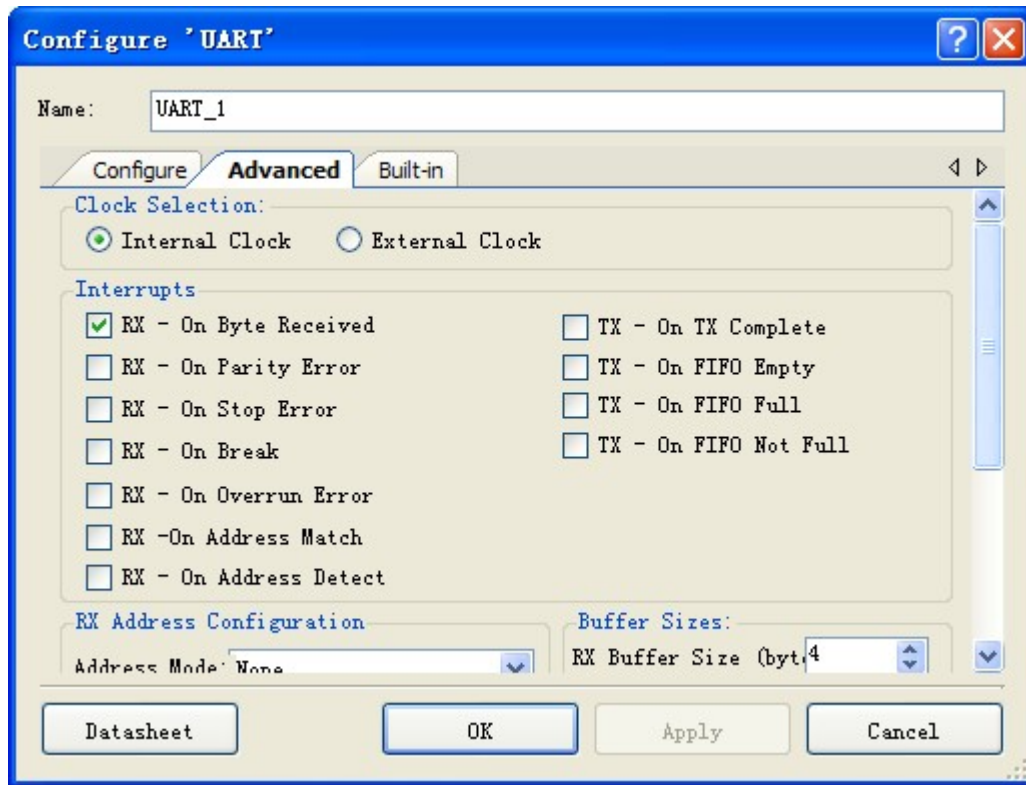 Configure 'UART'
Name: UART_1
Configure Advanced Built-in
Clock Selection:
Internal Clock External Clock
Interrupts
RX - On Byte Received TX - On TX Complete
RX - On Parity Error TX - On FIFO Empty
RX - On Stop Error TX - On FIFO Full
RX - On Break TX - On FIFO Not Full
RX - On Overrun Error
RX -On Address Match
RX - On Address Detect
RX Address Configuration Buffer Sizes:
Address Mode: None RX Buffer Size (byt 4
Datasheet OK Apply Cancel